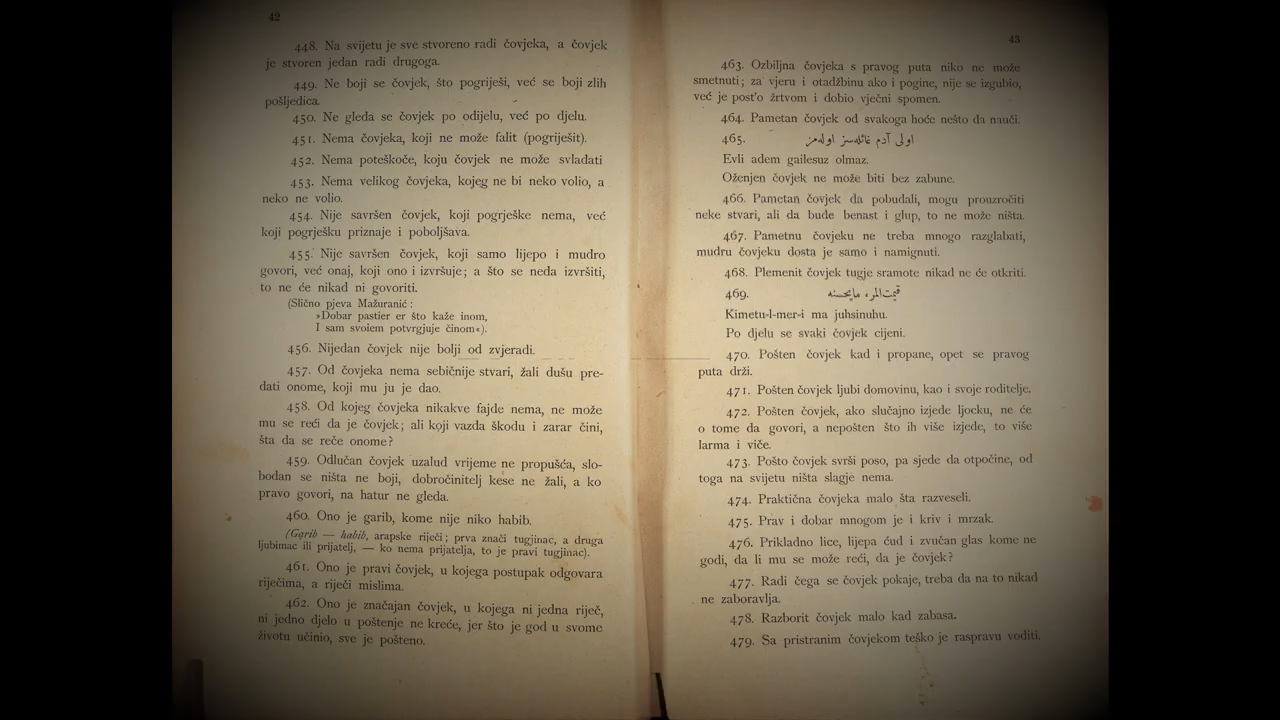 42
448. Na svijetu je sve stvoreno radi čovjeka, a čovjek
je stvoren jedan radi drugoga.
449. Ne boji se čovjek, što pogriješi, već se boji zlih
pošljedica.
450. Ne gleda se čovjek po odijelu, već po djelu.
451. Nema čovjeka, koji ne može falit (pogriješit).
452. Nema poteškoče, koju čovjek ne može svladati
453. Nema velikog čovjeka, kojeg ne bi neko volio, a
neko ne volio.
454. Nije savršen čovjek, koji pogrješke nema, već
koji pogrješku priznaje i poboljšava.
455. Nije savršen čovjek, koji samo lijepo i mudro
govori, već onaj, koji ono i izvršuje; a što se neda izvršiti,
to ne će nikad ni govoriti.
(Slično pjeva Mažuranić:
»Dobar pastier er što kaže inom,
I sam svoiem potvrgjuje činom«).
456. Nijedan čovjek nije bolji od zvjeradi.
457. Od čovjeka nema sebičnije stvari, žali dušu pre-
dati onome, koji mu ju je dao.
458. Od kojeg čovjeka nikakve fajde nema, ne može
mu se reći da je čovjek; ali koji vazda škodu i zarar čini,
šta da se reče onome?
459. Odlučan čovjek uzalud vrijeme ne propušća, slo-
bodan se ništa ne boji, dobročinitelj kese ne žali, a ko
pravo govori, na hatur ne gleda.
460. Ono je garib, kome nije niko habib.
(Garib — habib, arapske riječi; prva znači tugjinac, a druga
ljubimac ili prijatelj, — ko nema prijatelja, to je pravi tugjinac).
461. Ono je pravi čovjek, u kojega postupak odgovara
riječima, a riječi mislima.
462. Ono je značajan čovjek, u kojega ni jedna riječ,
ni jedno djelo u poštenje ne kreće, jer što je god u svome
životu učinio, sve je pošteno.
43
463. Ozbiljna čovjeka s pravog puta niko ne može
smetnuti; za vjeru i otadžbinu ako i pogine, nije se izgubio,
već je post'o žrtvom i dobio vječni spomen.
464. Pametan čovjek od svakoga hoće nešto da nauči.
465. اولى آدم غائله‌سز اوله‌مز
Evli adem gailesuz olmaz.
Oženjen čovjek ne može biti bez zabune.
466. Pametan čovjek da pobudali, mogu prouzročiti
neke stvari, ali da bude benast i glup, to ne može ništa.
467. Pametnu čovjeku ne treba mnogo razglabati,
mudru čovjeku dosta je samo i namignuti.
468. Plemenit čovjek tugje sramote nikad ne će otkriti.
469. قيمت‌المرء مايحسنه
Kimetu-l-mer-i ma juhsinuhu.
Po djelu se svaki čovjek cijeni.
470. Pošten čovjek kad i propane, opet se pravog
puta drži.
471. Pošten čovjek ljubi domovinu, kao i svoje roditelje.
472. Pošten čovjek, ako slučajno izjede ljocku, ne će
o tome da govori, a nepošten što ih više izjede, to više
larma i viče.
473. Pošto čovjek svrši poso, pa sjede da otpočine, od
toga na svijetu ništa slagje nema.
474. Praktična čovjeka malo šta razveseli.
475. Prav i dobar mnogom je i kriv i mrzak.
476. Prikladno lice, lijepa ćud i zvučan glas kome ne
godi, da li mu se može reći, da je čovjek?
477. Radi čega se čovjek pokaje, treba da na to nikad
ne zaboravlja.
478. Razborit čovjek malo kad zabasa.
479. Sa pristranim čovjekom teško je raspravu voditi.